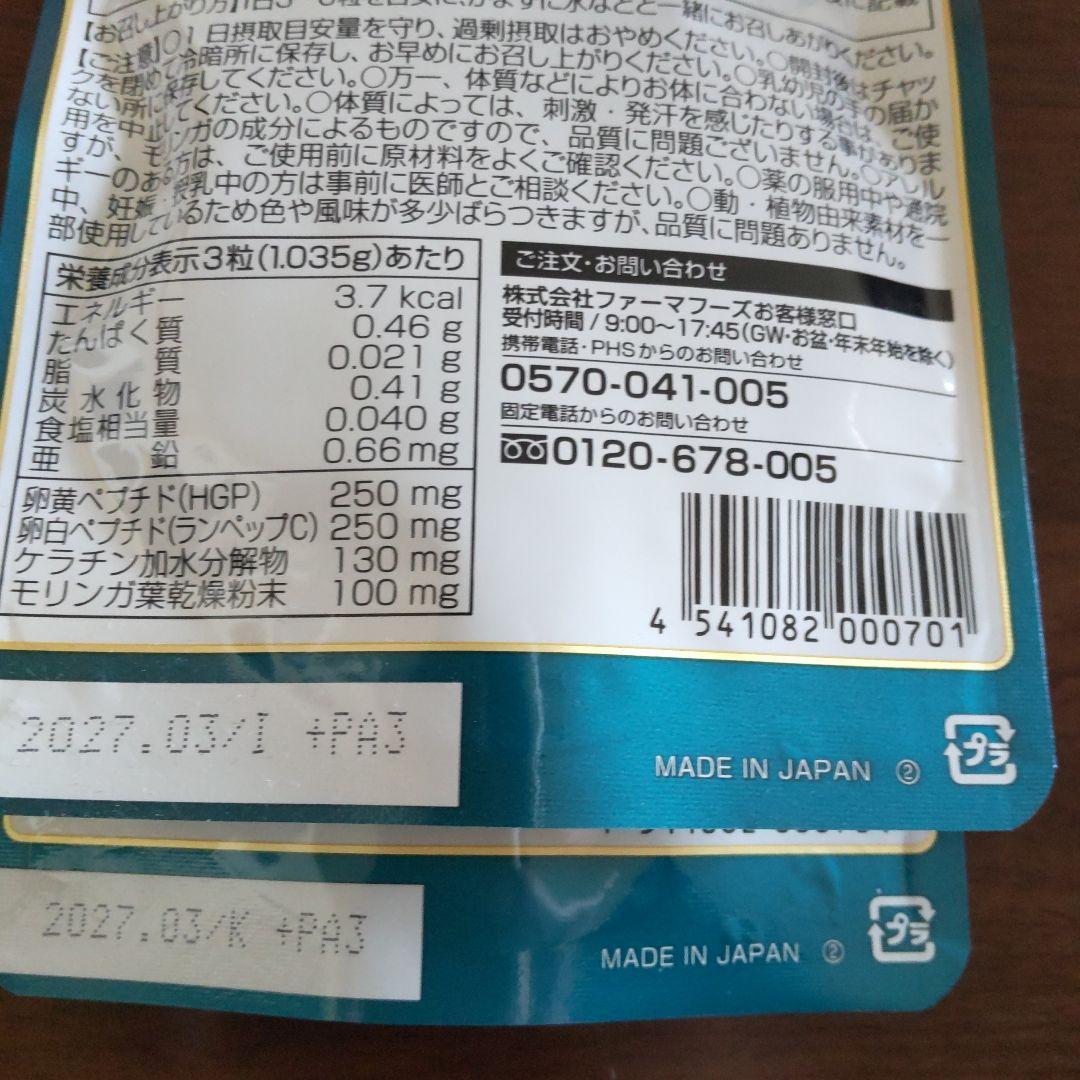 【お召し上がり方】1日3~6粒を目安に、かまずに水などと一緒にお召しあがりください。
【ご注意】○1日摂取目安量を守り、過剰摂取はおやめください。○開封後はチャッ
クを閉めて冷暗所に保存し、お早めにお召し上がりください。○乳幼児の手の届か
ない所に保存してください。○万一、体質などによりお体に合わない場合は、ご使
用を中止してください。○体質によっては、刺激・発汗を感じたりする事がありま
すが、モリンガの成分によるものですので、品質に問題ございません。○アレル
ギーのある方は、ご使用前に原材料をよくご確認ください。○薬の服用中や通院
中、妊娠・授乳中の方は事前に医師とご相談ください。○動・植物由来素材を一
部使用しているため色や風味が多少ばらつきますが、品質に問題ありません。
栄養成分表示3粒(1.035g)あたり
エネルギー 3.7 kcal
たんぱく質 0.46 g
脂質 0.021 g
炭水化物 0.41 g
食塩相当量 0.040 g
亜鉛 0.66 mg
卵黄ペプチド(HGP) 250 mg
卵白ペプチド(ランペップC) 250 mg
ケラチン加水分解物 130 mg
モリンガ葉乾燥粉末 100 mg
ご注文・お問い合わせ
株式会社ファーマフーズお客様窓口
受付時間/9:00~17:45(GW・お盆・年末年始を除く)
携帯電話・PHSからのお問い合わせ
0570-041-005
固定電話からのお問い合わせ
0120-678-005
4 541082 000701
2027.03/I +PA3
MADE IN JAPAN ②
プラ
2027.03/K +PA3
MADE IN JAPAN ②
プラ